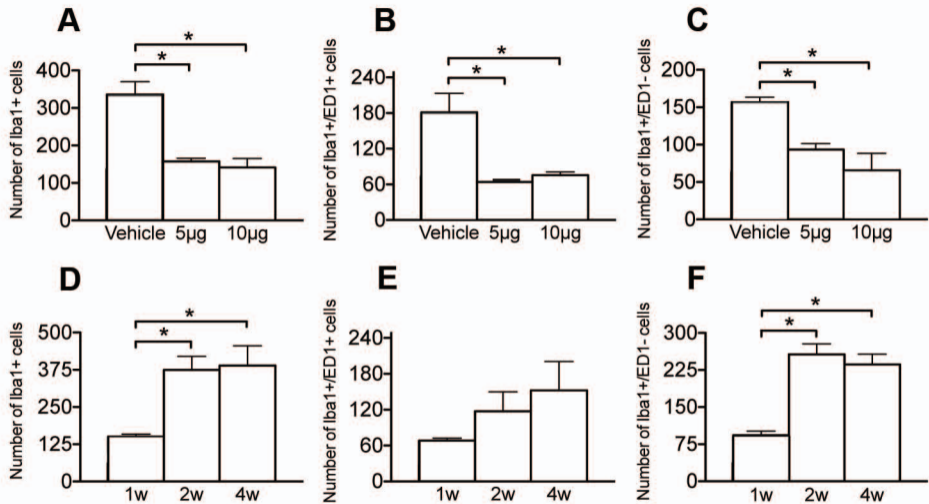 A
Number of Iba1+ cells
400
300
200
100
0
*
*
Vehicle 5µg 10µg
B
Number of Iba1+/ED1+ cells
240
180
120
60
0
*
*
Vehicle 5µg 10µg
C
Number of Iba1+/ED1- cells
200
150
100
50
0
*
*
Vehicle 5µg 10µg
D
Number of Iba1+ cells
500
375
250
125
0
*
*
1w 2w 4w
E
Number of Iba1+/ED1+ cells
240
180
120
60
0
1w 2w 4w
F
Number of Iba1+/ED1- cells
300
225
150
75
0
*
*
1w 2w 4w